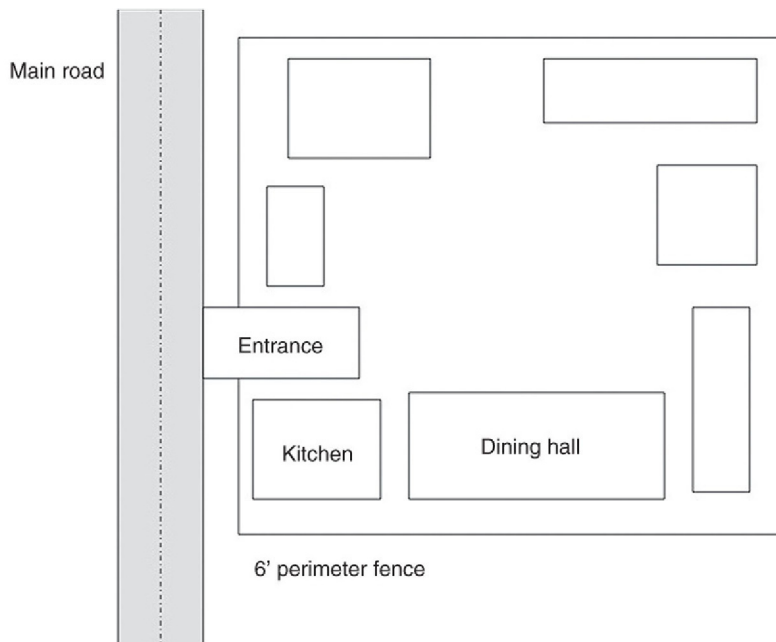 Main road
Entrance
Kitchen
Dining hall
6’ perimeter fence